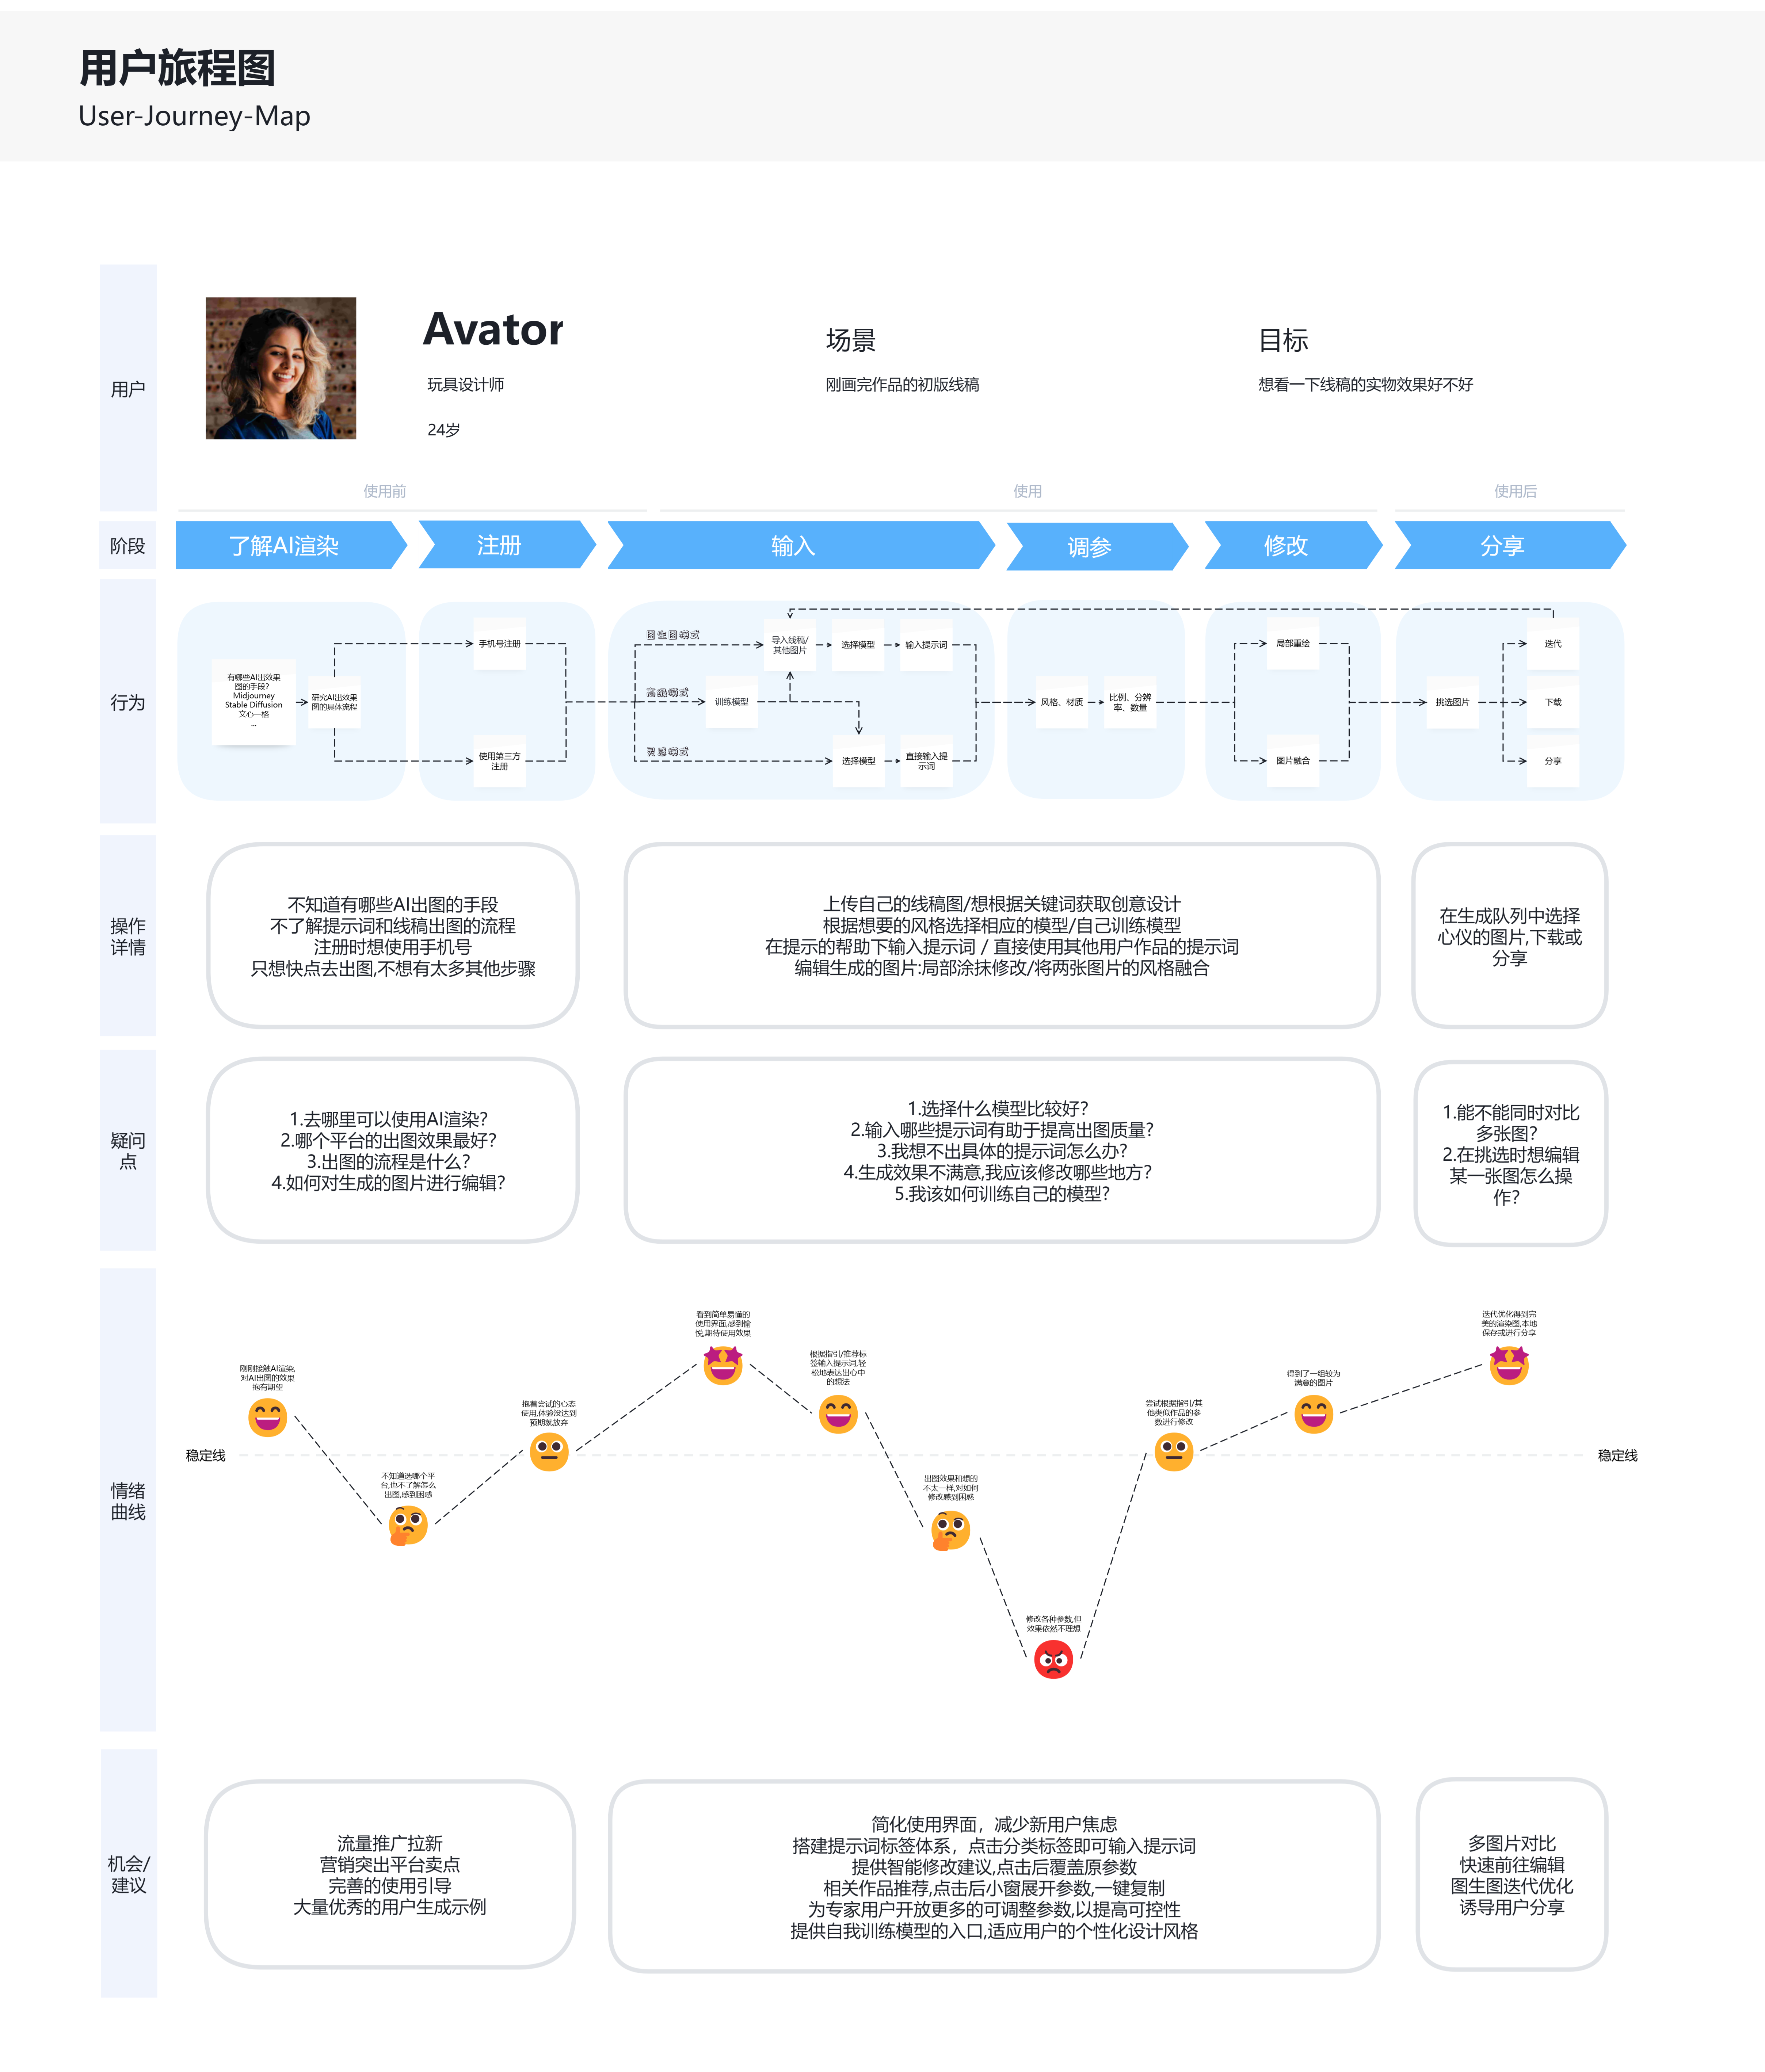 用户旅程图
User-Journey-Map
用户
Avator
玩具设计师
24岁
场景
刚画完作品的初版线稿
目标
想看一下线稿的实物效果好不好
使用前
使用
使用后
阶段
了解AI渲染
注册
输入
调参
修改
分享
行为
有哪些AI出效果
图的手段?
Midjourney
Stable Diffusion
文心一格
...
研究AI出效果
图的具体流程
手机号注册
使用第三方
注册
图生图模式
高级模式
灵感模式
导入线稿/
其他图片
选择模型
输入提示词
训练模型
选择模型
直接输入提
示词
风格、材质
比例、分辨
率、数量
局部重绘
图片融合
挑选图片
迭代
下载
分享
操作
详情
不知道有哪些AI出图的手段
不了解提示词和线稿出图的流程
注册时想使用手机号
只想快点去出图,不想有太多其他步骤
上传自己的线稿图/想根据关键词获取创意设计
根据想要的风格选择相应的模型/自己训练模型
在提示的帮助下输入提示词 / 直接使用其他用户作品的提示词
编辑生成的图片:局部涂抹修改/将两张图片的风格融合
在生成队列中选择
心仪的图片,下载或
分享
疑问
点
1.去哪里可以使用AI渲染?
2.哪个平台的出图效果最好?
3.出图的流程是什么?
4.如何对生成的图片进行编辑?
1.选择什么模型比较好?
2.输入哪些提示词有助于提高出图质量?
3.我想不出具体的提示词怎么办?
4.生成效果不满意,我应该修改哪些地方?
5.我该如何训练自己的模型?
1.能不能同时对比
多张图?
2.在挑选时想编辑
某一张图怎么操
作?
情绪
曲线
稳定线
刚刚接触AI渲染,
对AI出图的效果
抱有期望
不知道选哪个平
台,也不了解怎么
出图,感到困惑
抱着尝试的心态
使用,体验没达到
预期就放弃
看到简单易懂的
使用界面,感到愉
悦,期待使用效果
根据指引/推荐标
签输入提示词,轻
松地表达出心中
的想法
出图效果和想的
不太一样,对如何
修改感到困惑
修改各种参数,但
效果依然不理想
尝试根据指引/其
他类似作品的参
数进行修改
得到了一组较为
满意的图片
迭代优化得到完
美的渲染图,本地
保存或进行分享
稳定线
机会/
建议
流量推广拉新
营销突出平台卖点
完善的使用引导
大量优秀的用户生成示例
简化使用界面，减少新用户焦虑
搭建提示词标签体系，点击分类标签即可输入提示词
提供智能修改建议,点击后覆盖原参数
相关作品推荐,点击后小窗展开参数,一键复制
为专家用户开放更多的可调整参数,以提高可控性
提供自我训练模型的入口,适应用户的个性化设计风格
多图片对比
快速前往编辑
图生图迭代优化
诱导用户分享